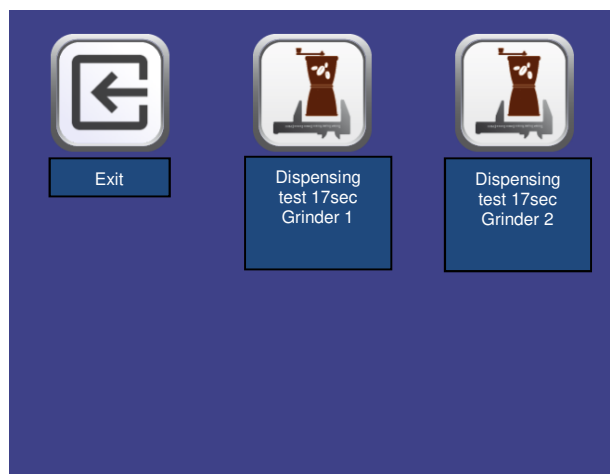 Exit
Dispensing
test 17sec
Grinder 1
Dispensing
test 17sec
Grinder 2